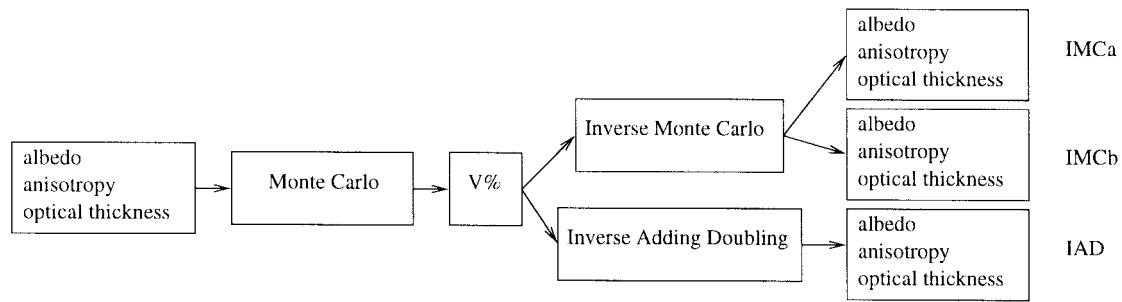 albedo
anisotropy
optical thickness
Monte Carlo
V%
Inverse Monte Carlo
Inverse Adding Doubling
albedo
anisotropy
optical thickness
IMCa
albedo
anisotropy
optical thickness
IMCb
albedo
anisotropy
optical thickness
IAD